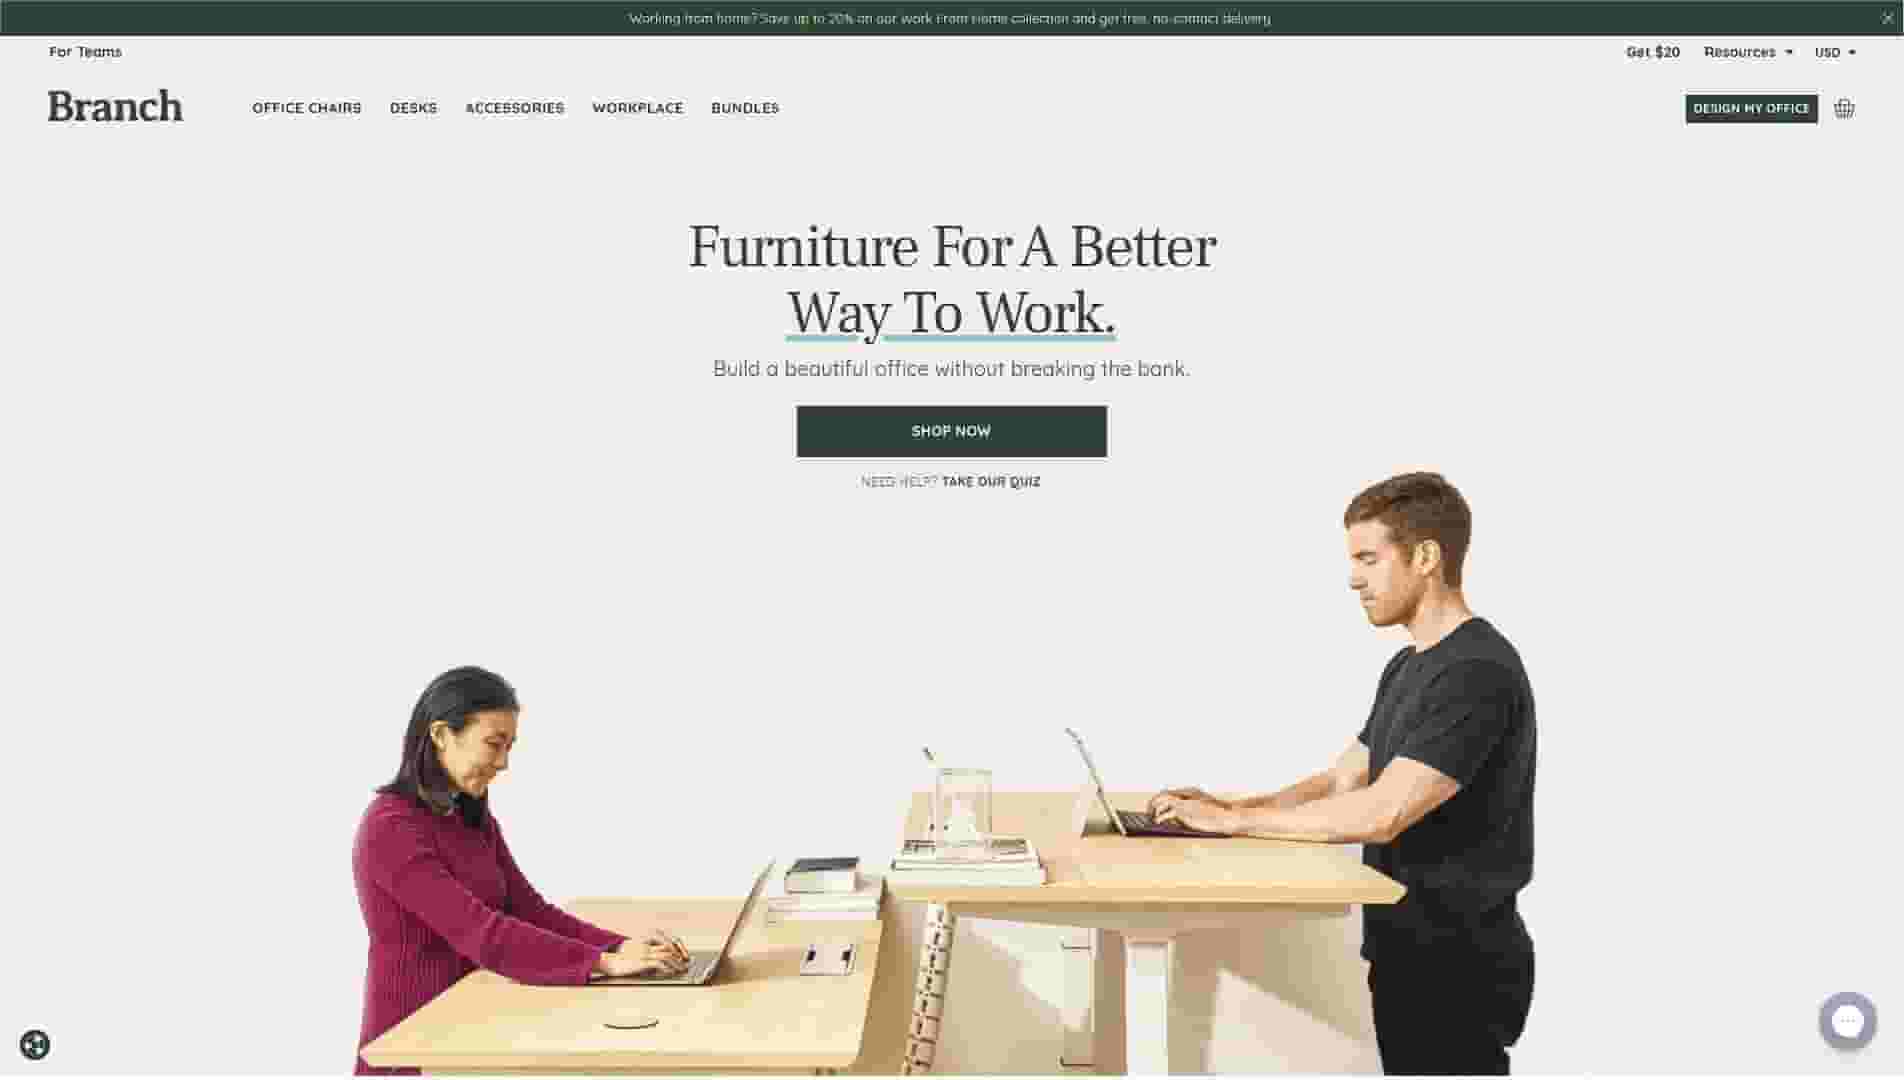 Working from home? Save up to 20% on our Work From Home collection and get free, no-contact delivery
For Teams
Get $20 Resources USD
Branch
OFFICE CHAIRS DESKS ACCESSORIES WORKPLACE BUNDLES
DESIGN MY OFFICE
Furniture For A Better
Way To Work.
Build a beautiful office without breaking the bank.
SHOP NOW
NEED HELP? TAKE OUR QUIZ